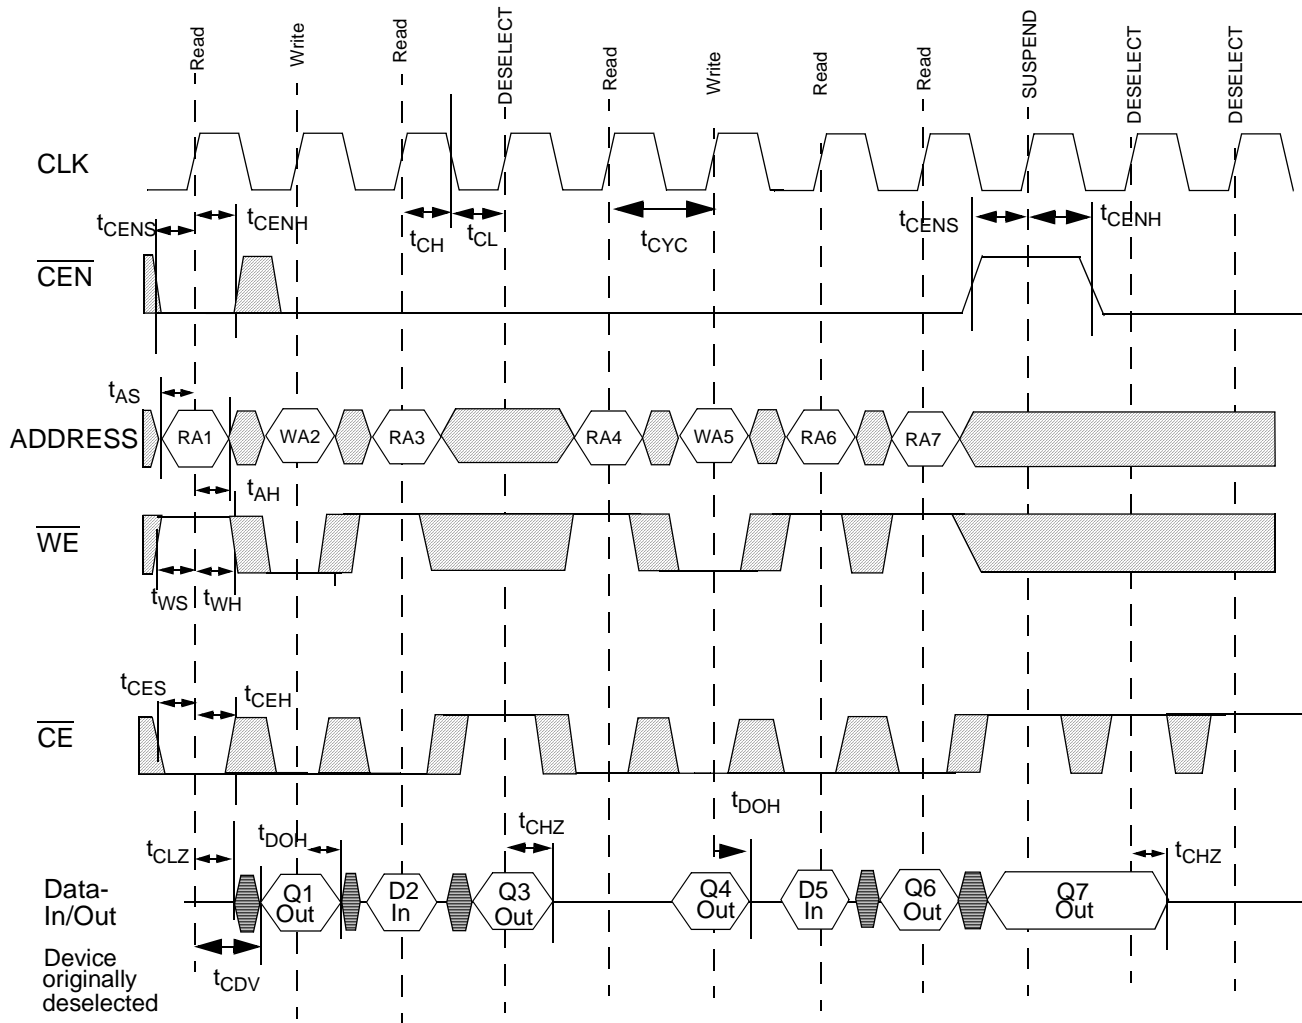 Read
Write
Read
DESELECT
Read
Write
Read
Read
SUSPEND
DESELECT
DESELECT
CLK
tCENS
tCENH
tCH
tCL
tCYC
tCENS
tCENH
CEN
tAS
ADDRESS
RA1
WA2
RA3
RA4
WA5
RA6
RA7
tAH
WE
tWS
tWH
tCES
tCEH
CE
tDOH
tCLZ
tDOH
tCHZ
tCHZ
Data-
In/Out
Q1
Out
D2
In
Q3
Out
Q4
Out
D5
In
Q6
Out
Q7
Out
tCDV
Device
originally
deselected